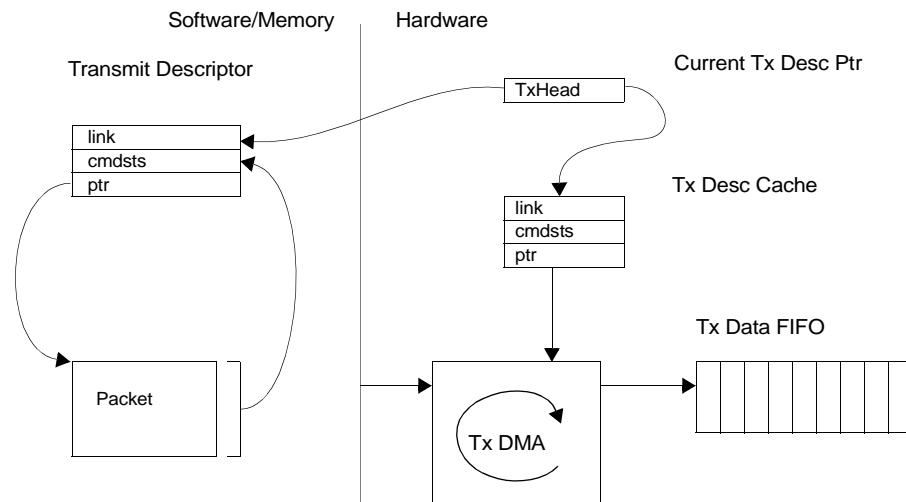 Software/Memory
Hardware
Transmit Descriptor
Current Tx Desc Ptr
TxHead
link
cmdsts
ptr
Tx Desc Cache
link
cmdsts
ptr
Tx Data FIFO
Packet
Tx DMA